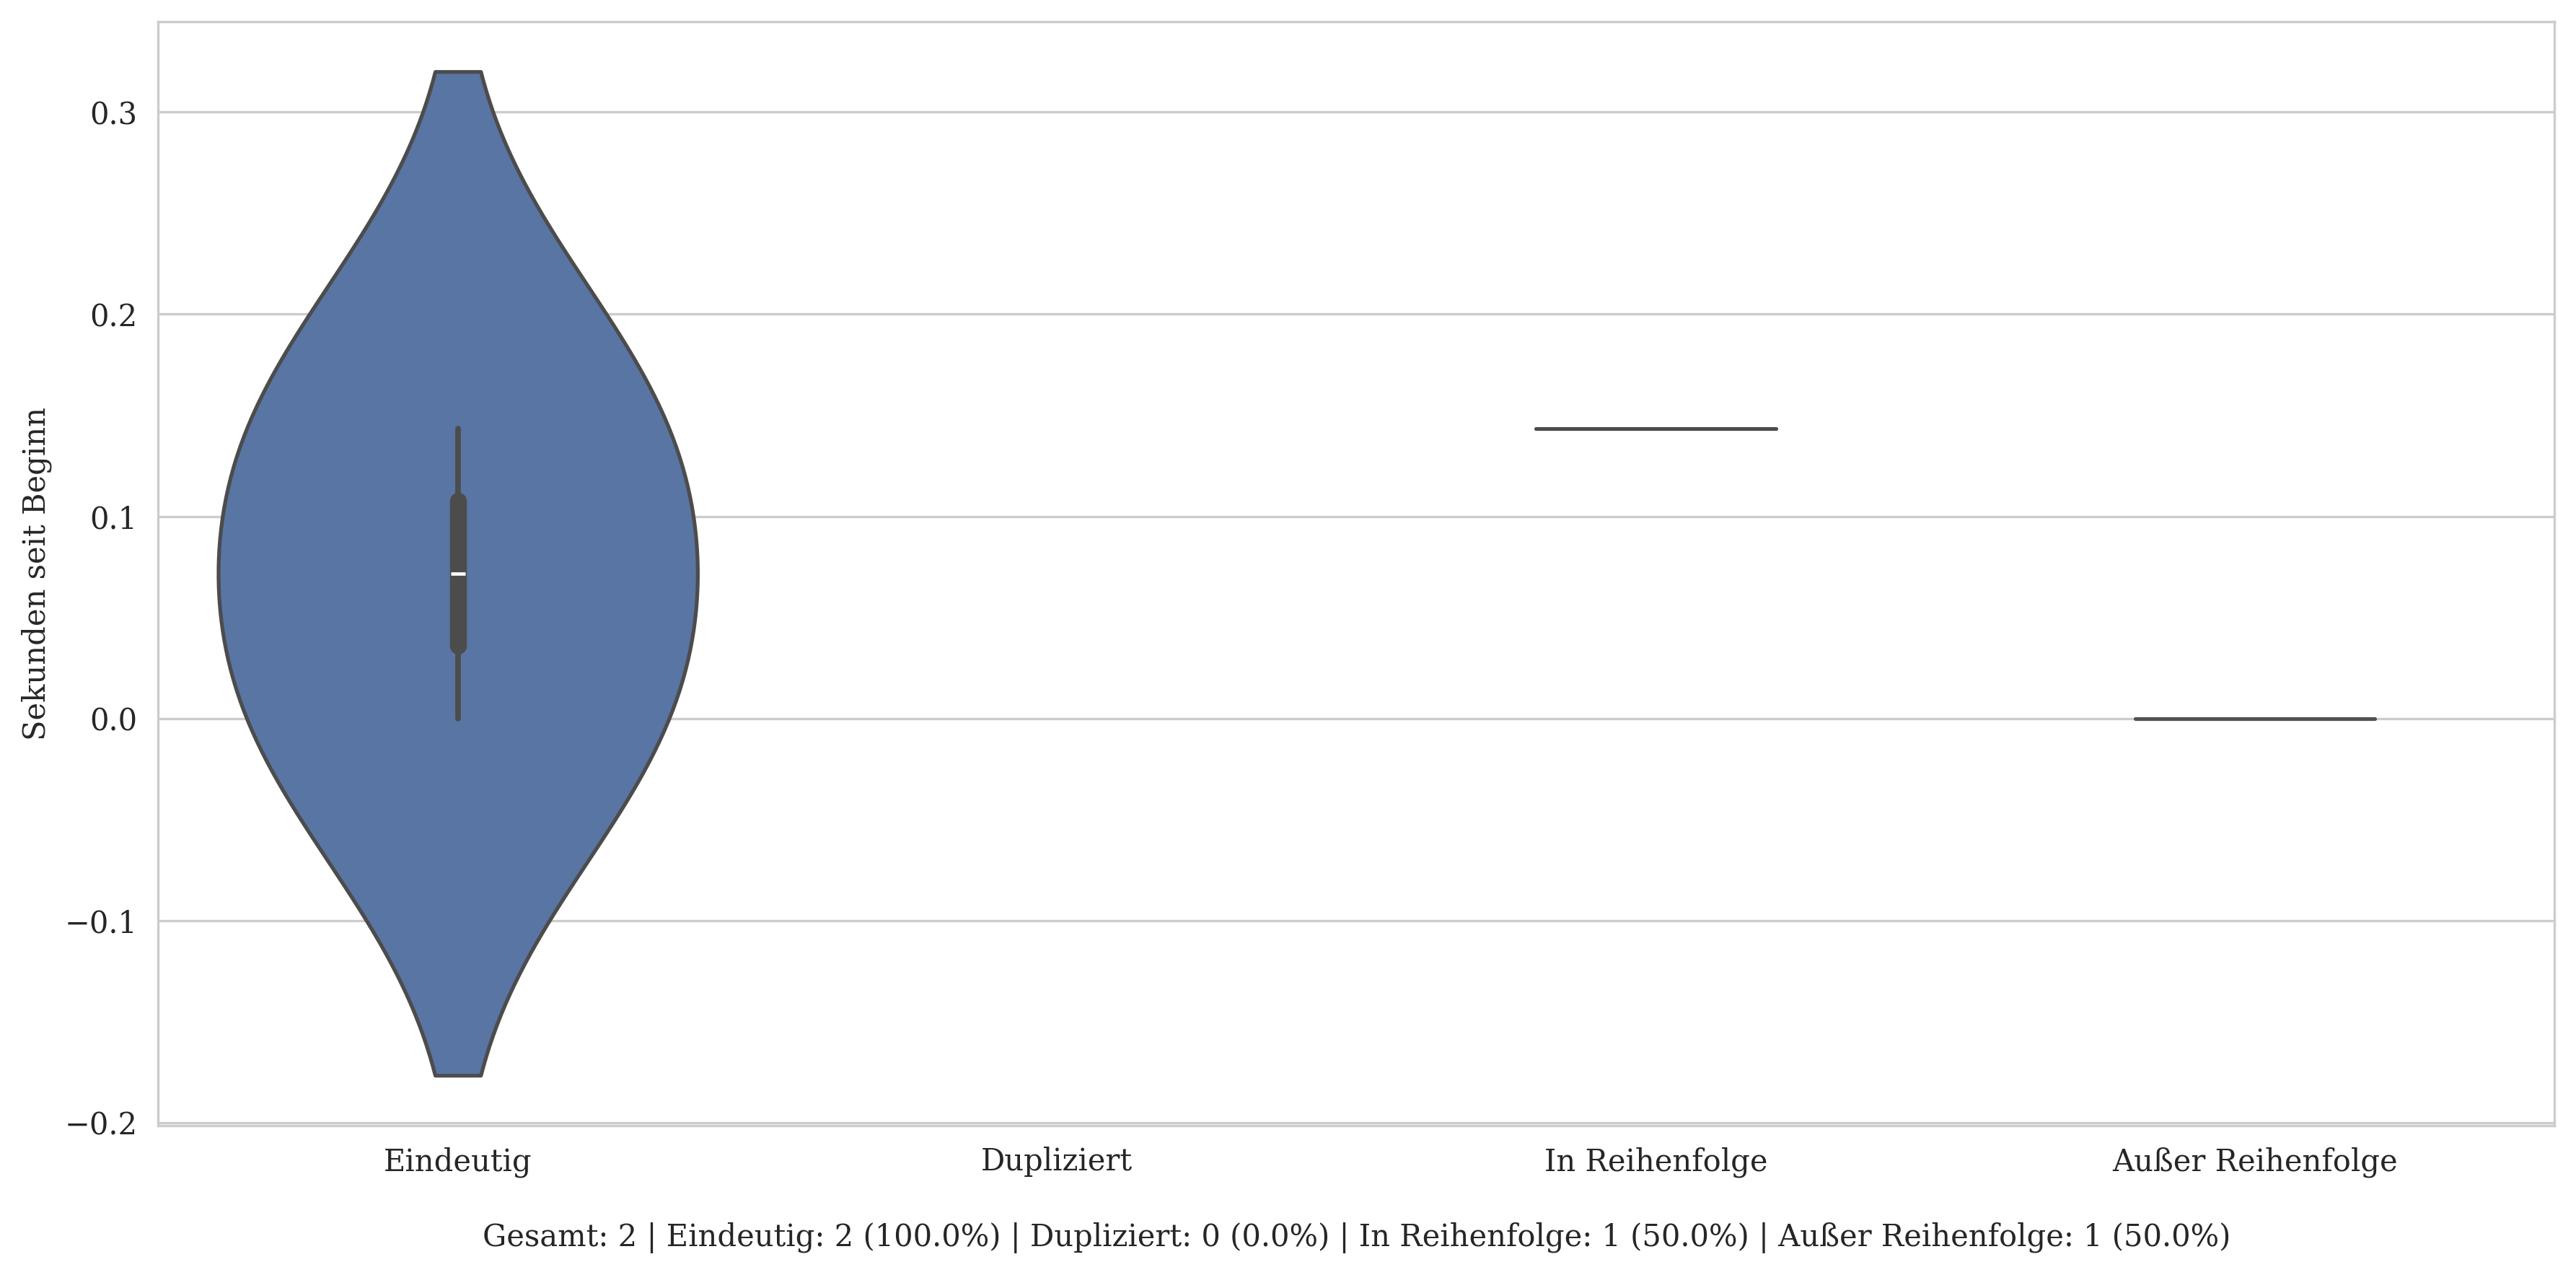 Sekunden seit Beginn
0.3
0.2
0.1
0.0
−0.1
−0.2
Eindeutig Dupliziert In Reihenfolge Außer Reihenfolge
Gesamt: 2 | Eindeutig: 2 (100.0%) | Dupliziert: 0 (0.0%) | In Reihenfolge: 1 (50.0%) | Außer Reihenfolge: 1 (50.0%)